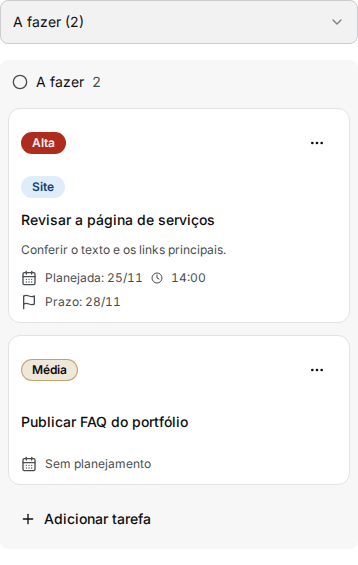 A fazer (2)
A fazer 2
Alta
Site
Revisar a página de serviços
Conferir o texto e os links principais.
Planejada: 25/11 14:00
Prazo: 28/11
Média
Publicar FAQ do portfólio
Sem planejamento
Adicionar tarefa